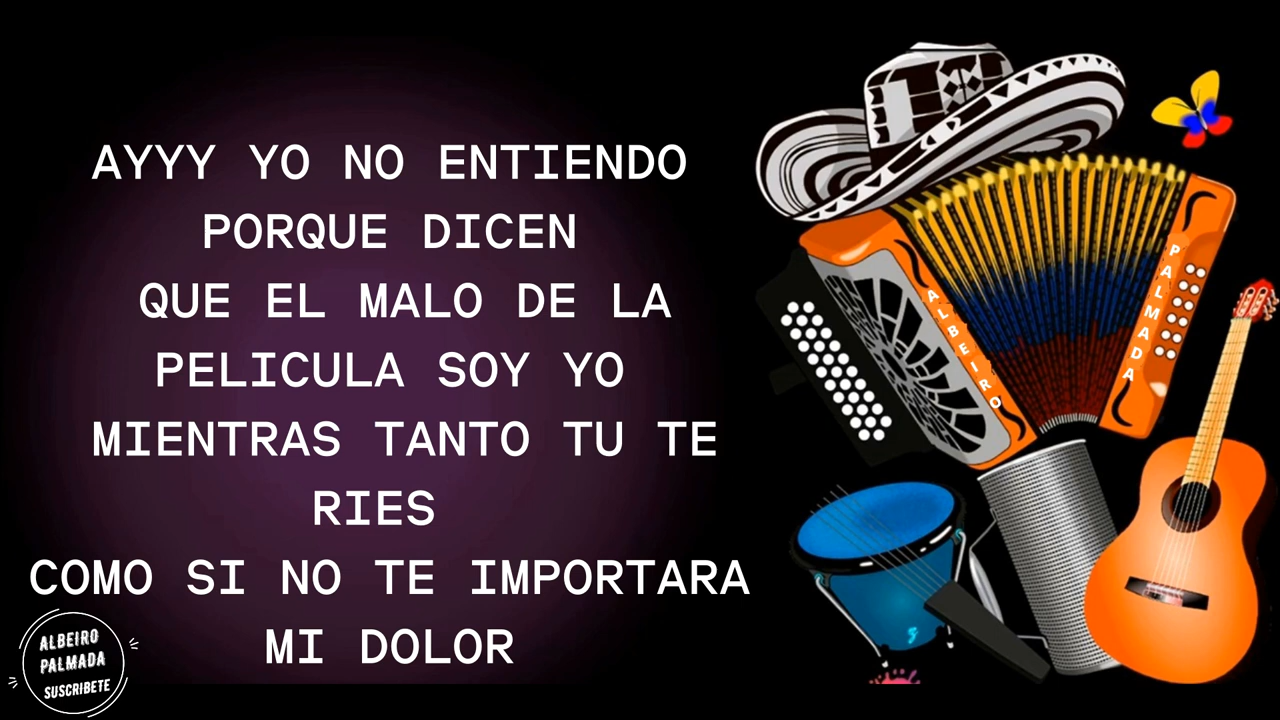 AYYY YO NO ENTIENDO
PORQUE DICEN
QUE EL MALO DE LA
PELICULA SOY YO
MIENTRAS TANTO TU TE
RIES
COMO SI NO TE IMPORTARA
MI DOLOR
ALBEIRO
PALMADA
SUSCRIBETE
ALBEIRO
PALMADA